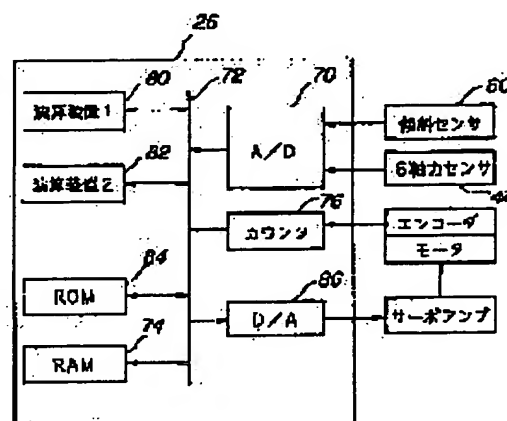 26
80
72
70
60
演算装置1
傾斜センサ
A/D
82
6軸力センサ
演算装置2
76
カウンタ
エンコーダ
モータ
84
86
ROM
D/A
サーボアンプ
74
RAM